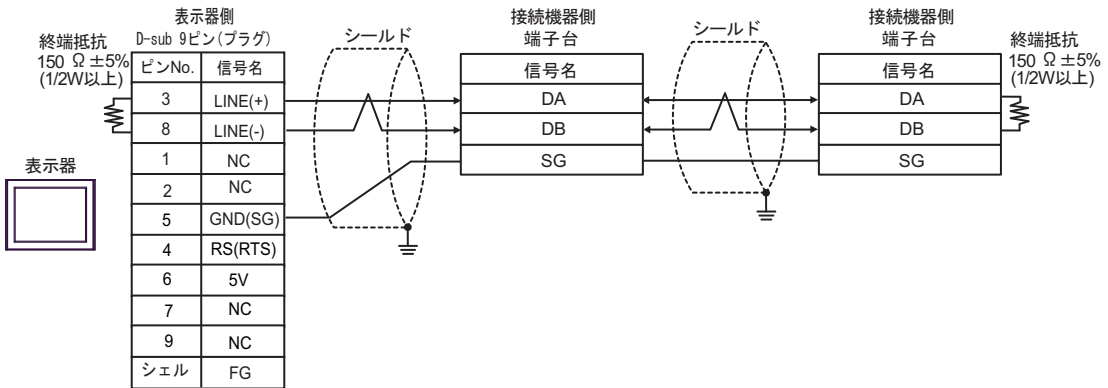 表示器側
D-sub 9ピン(プラグ)
終端抵抗
150 Ω ±5%
(1/2W以上)
ピンNo. 信号名
3 LINE(+)
8 LINE(-)
1 NC
2 NC
5 GND(SG)
4 RS(RTS)
6 5V
7 NC
9 NC
シェル FG
表示器
シールド
接続機器側
端子台
信号名
DA
DB
SG
シールド
接続機器側
端子台
信号名
DA
DB
SG
終端抵抗
150 Ω ±5%
(1/2W以上)